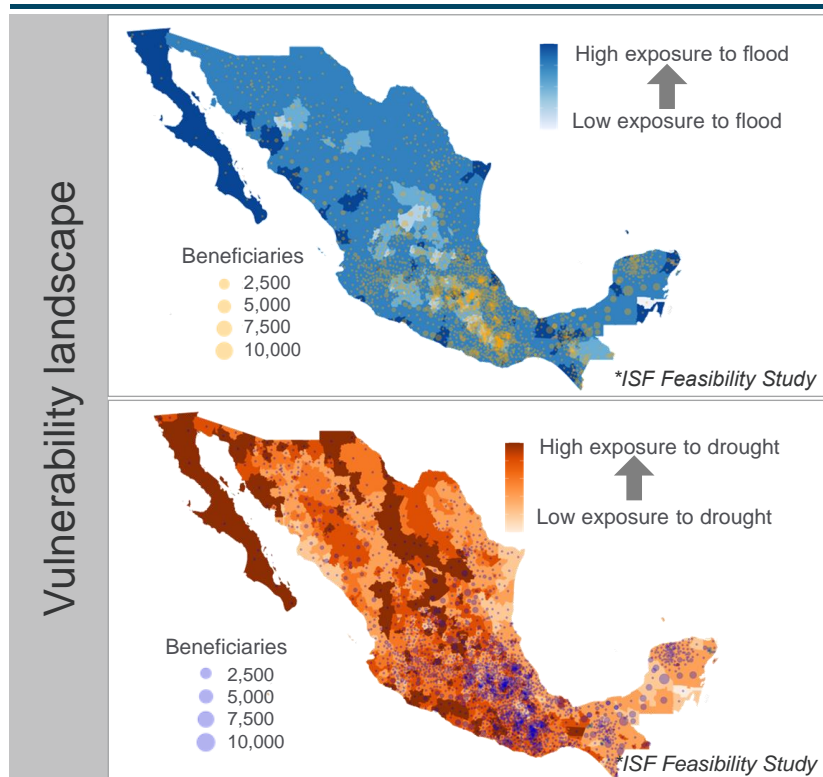 Vulnerability landscape
High exposure to flood
Low exposure to flood
Beneficiaries
2,500
5,000
7,500
10,000
*ISF Feasibility Study
High exposure to drought
Low exposure to drought
Beneficiaries
2,500
5,000
7,500
10,000
*ISF Feasibility Study